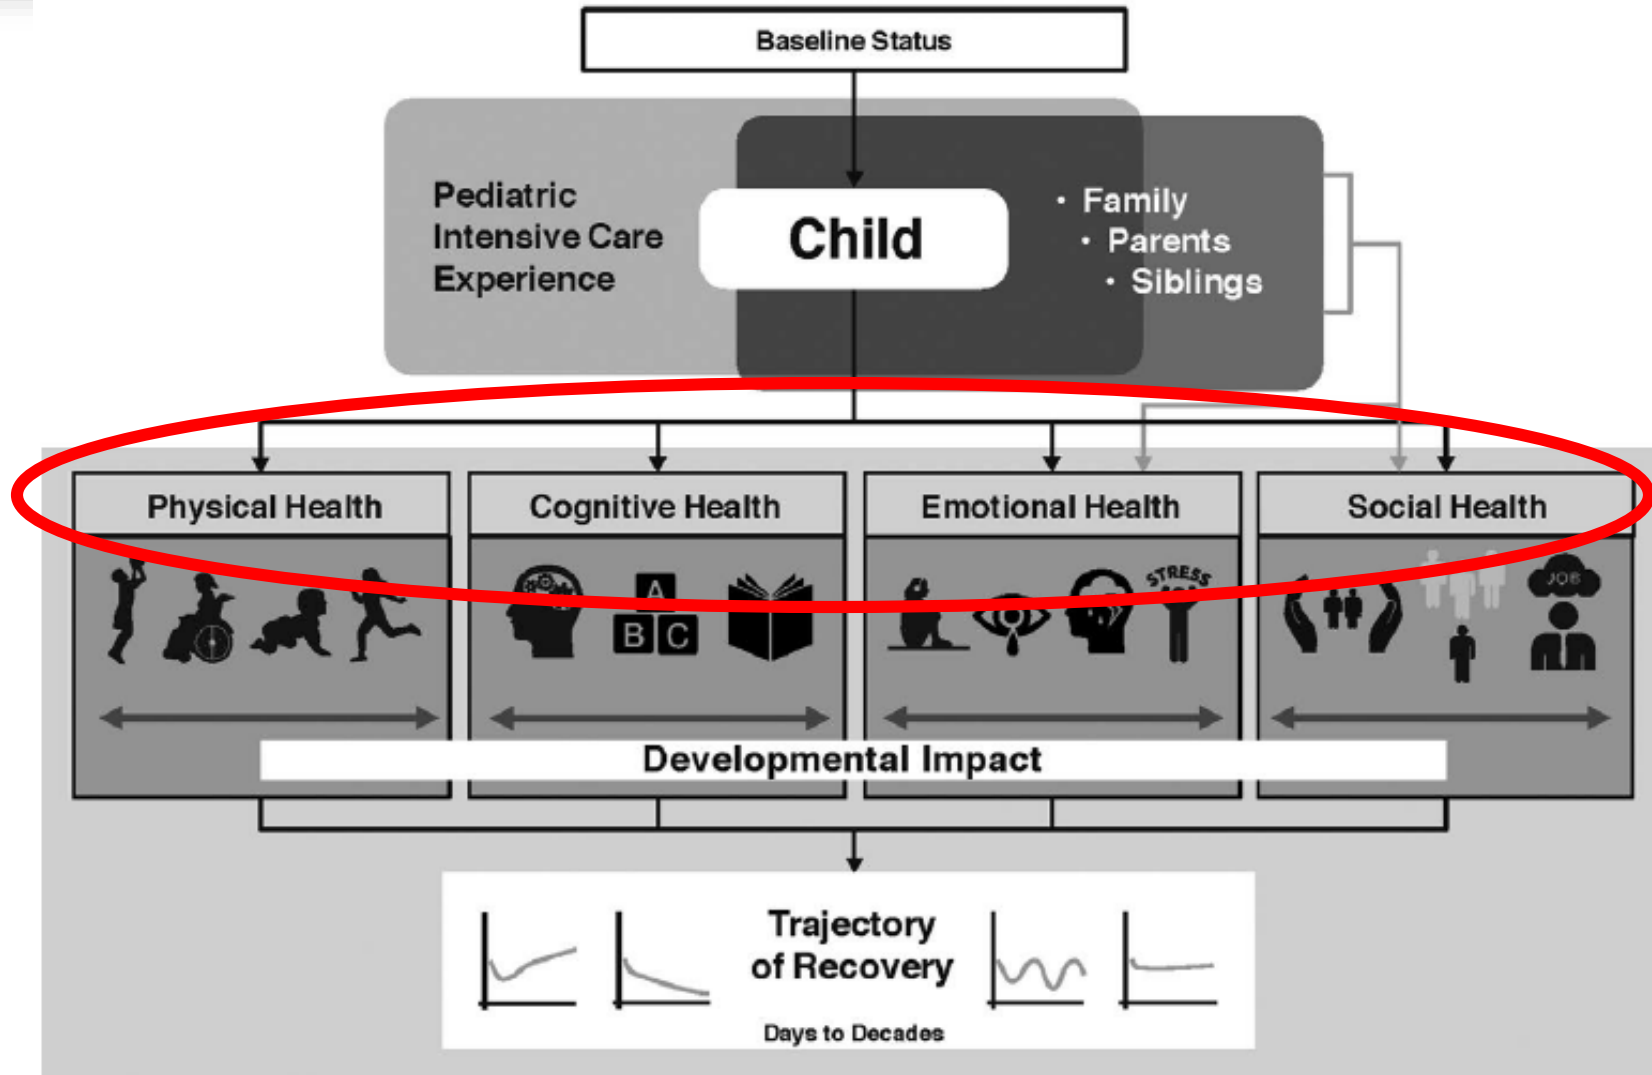 Baseline Status
Pediatric
Intensive Care
Experience
Child
• Family
• Parents
• Siblings
Physical Health
Cognitive Health
Emotional Health
Social Health
A
B C
STRESS
JOB
Developmental Impact
Trajectory
of Recovery
Days to Decades